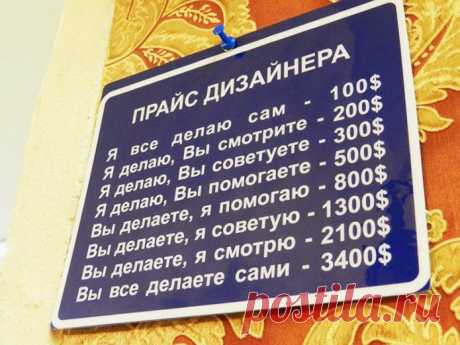 ПРАЙС ДИЗАЙНЕРА
Я все делаю сам - 100$
Я делаю, Вы смотрите - 200$
Я делаю, Вы советуете - 300$
Я делаю, Вы помогаете - 500$
Вы делаете, я помогаю - 800$
Вы делаете, я советую - 1300$
Вы делаете, я смотрю - 2100$
Вы все делаете сами - 3400$
postila.ru